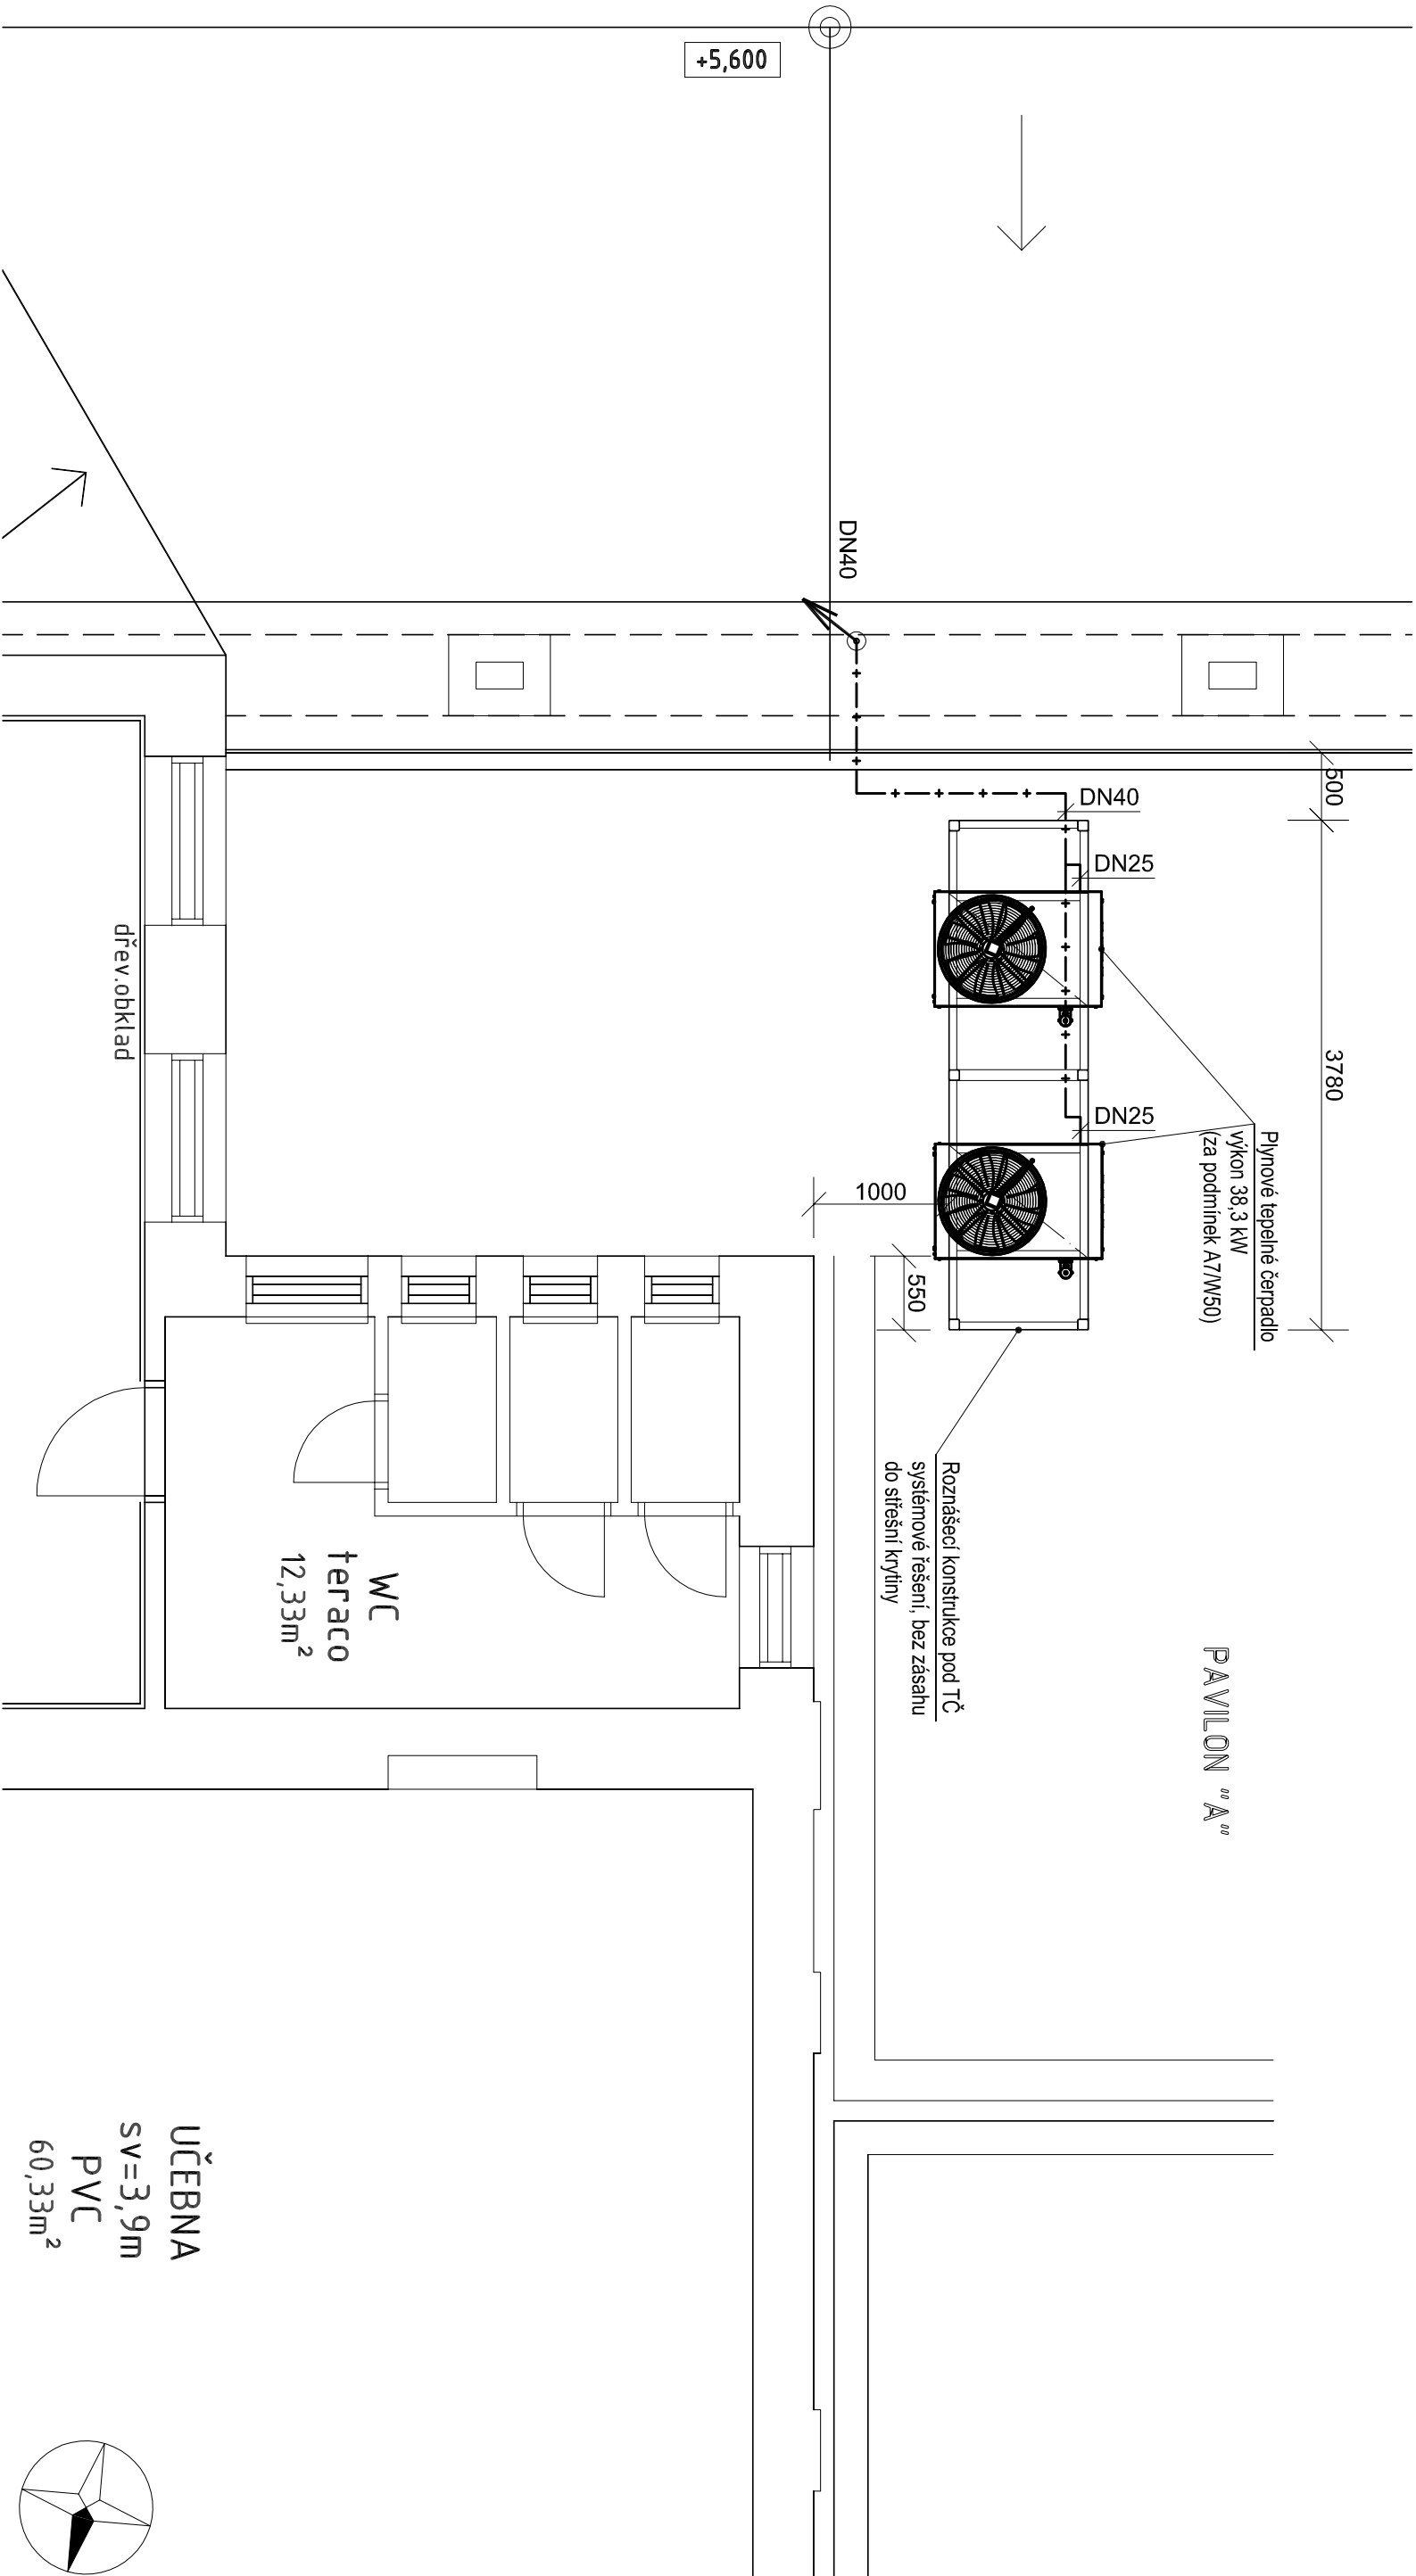 +5,600
DN40
500
DN40
DN25
3780
DN25
Plynové tepelné čerpadlo
výkon 38,3 kW
(za podmínek A7/W50)
1000
550
dřev.obklad
Roznášecí konstrukce pod TČ
systémové řešení, bez zásahu
do střešní krytiny
WC
teraco
12,33m²
PAVILON "A"
UČEBNA
sv=3,9m
PVC
60,33m²